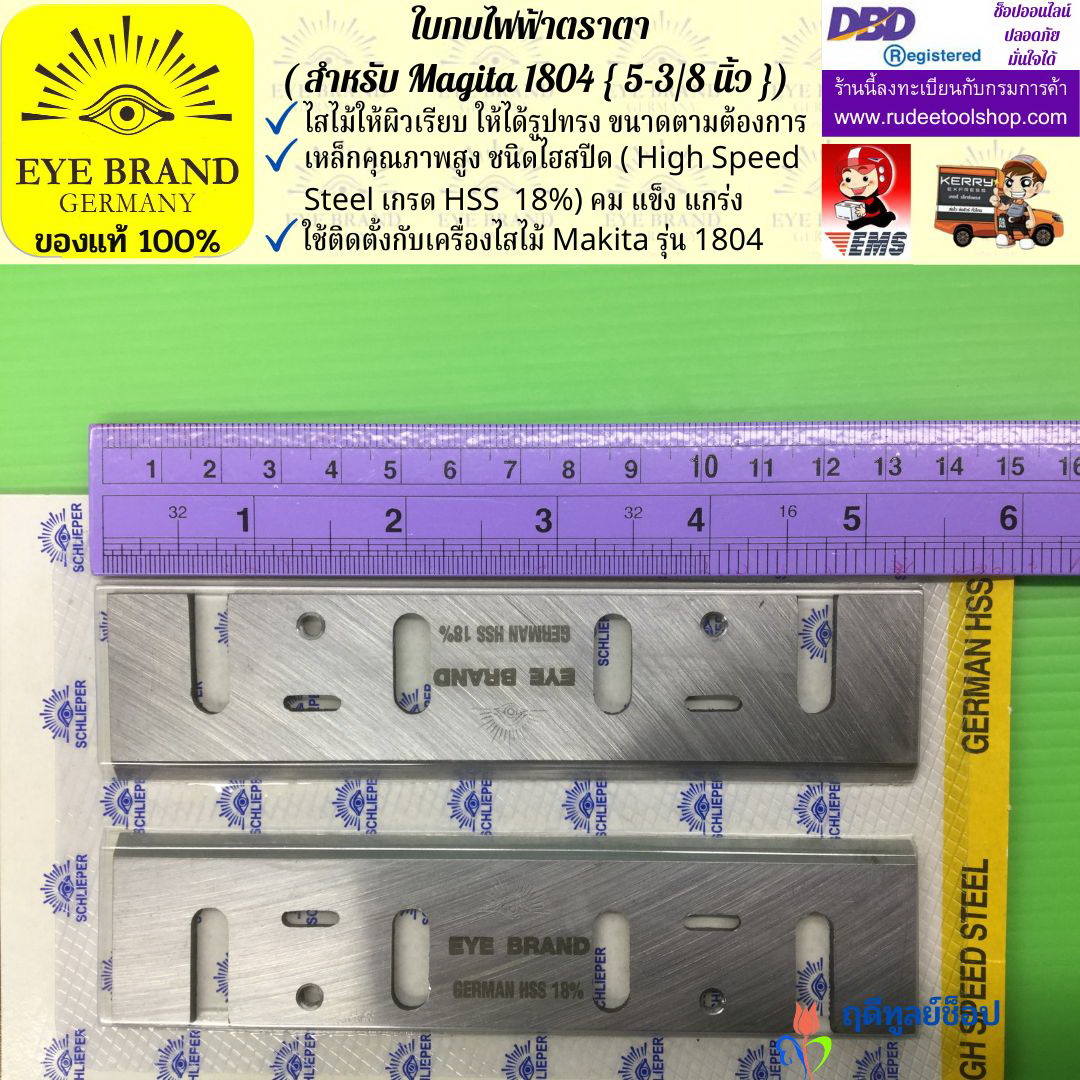 EYE BRAND
GERMANY
ของแท้ 100%
ใบกบไฟฟ้าตราตา
( สำหรับ Magita 1804 { 5-3/8 นิ้ว })
ไสไม้ให้ผิวเรียบ ให้ได้รูปทรง ขนาดตามต้องการ
เหล็กคุณภาพสูง ชนิดไฮสปีด ( High Speed
Steel เกรด HSS 18%) คม แข็ง แกร่ง
ใช้ติดตั้งกับเครื่องไสไม้ Makita รุ่น 1804
DBD
Registered
ช็อปออนไลน์
ปลอดภัย
มั่นใจได้
ร้านนี้ลงทะเบียนกับกรมการค้า
www.rudeetoolshop.com
EMS
KERRY
EXPRESS
1 2 3 4 5 6 7 8 9 10 11 12 13 14 15 16
32 32 16
1 2 3 4 5 6
SCHLIEPER
GERMAN HSS 18%
EYE BRAND
SCHLIEPER
SCHLIEPER
GERMAN HSS
SCHLIEPER SCHLIEPER SCHLIEPER SCHLIEPER SCHLIEPER SCHLIEPER SCHLIEPER
SCHLIEPER
EYE BRAND
GERMAN HSS 18%
GH SPEED STEEL
ฤดีทูลย์ช็อป